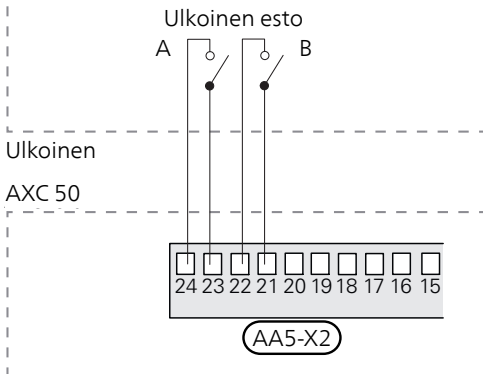 Ulkoinen esto
A B
Ulkoinen
AXC 50
24 23 22 21 20 19 18 17 16 15
AA5-X2